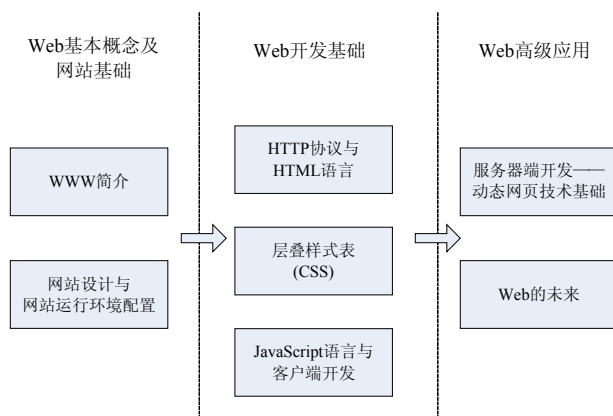 Web基本概念及
网站基础
WWW简介
网站设计与
网站运行环境配置
Web开发基础
HTTP协议与
HTML语言
层叠样式表
(CSS)
JavaScript语言与
客户端开发
Web高级应用
服务器端开发——
动态网页技术基础
Web的未来